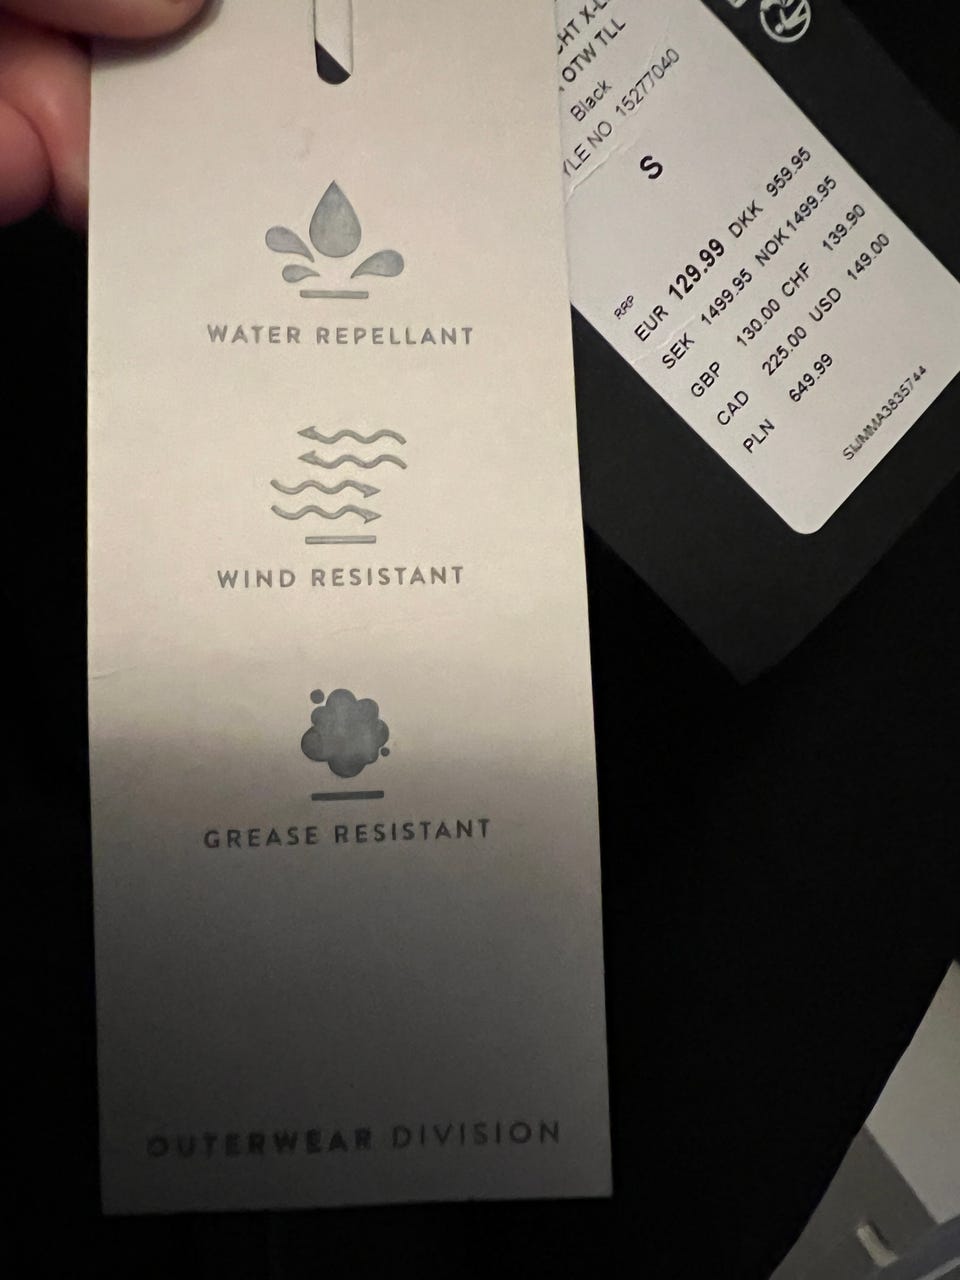 WATER REPELLANT
WIND RESISTANT
GREASE RESISTANT
OUTERWEAR DIVISION
OTW TLL
Black
NO 15277040
S
RRP
EUR 129.99 DKK 959.95
SEK 1499.95 NOK 1499.95
GBP 130.00 CHF 139.90
CAD 225.00 USD 149.00
PLN 649.99